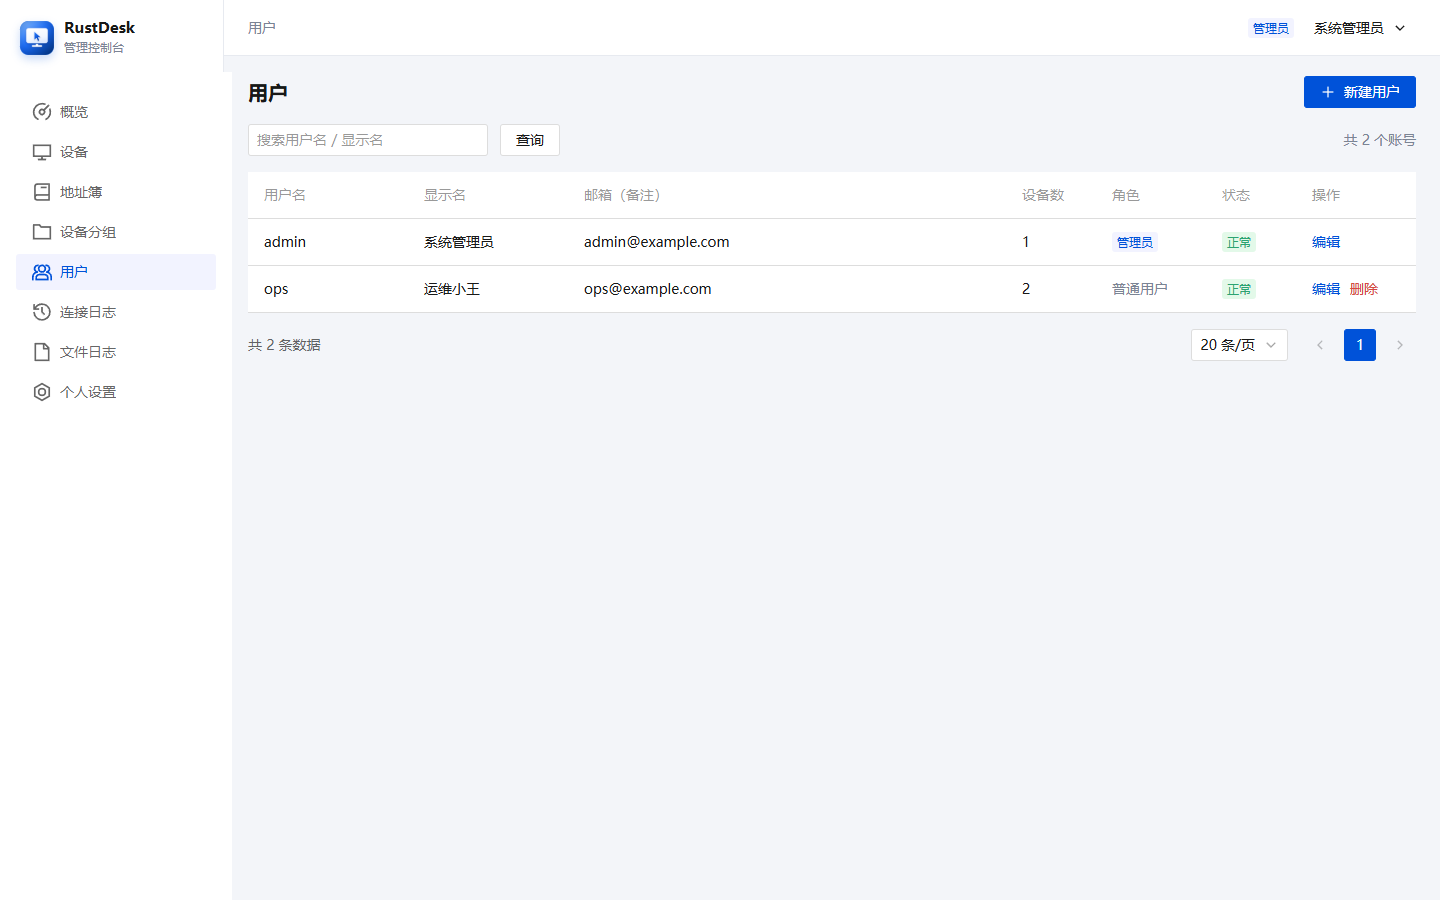 RustDesk
管理控制台
概览
设备
地址簿
设备分组
用户
连接日志
文件日志
个人设置
用户
管理员
系统管理员
用户
新建用户
搜索用户名 / 显示名
查询
共 2 个账号
用户名 显示名 邮箱（备注） 设备数 角色 状态 操作
admin 系统管理员 admin@example.com 1 管理员 正常 编辑
ops 运维小王 ops@example.com 2 普通用户 正常 编辑 删除
共 2 条数据
20 条/页
1